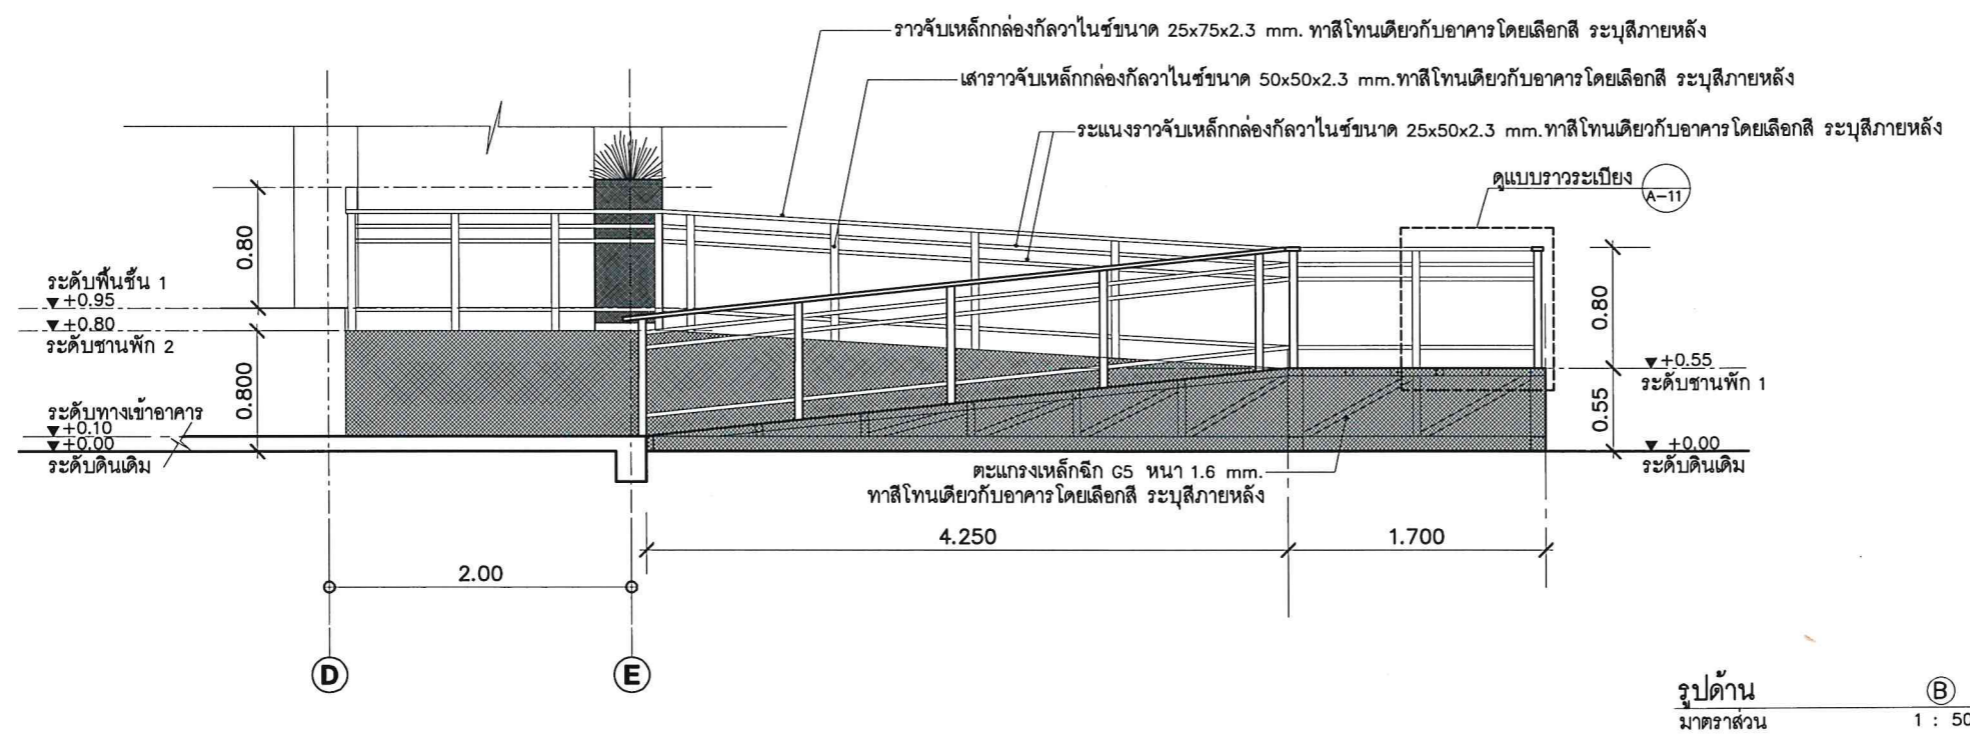 ราวจับเหล็กกล่องกัลวาไนซ์ขนาด 25x75x2.3 mm. ทาสีโทนเดียวกับอาคารโดยเลือกสี ระบุสีภายหลัง
เสาราวจับเหล็กกล่องกัลวาไนซ์ขนาด 50x50x2.3 mm.ทาสีโทนเดียวกับอาคารโดยเลือกสี ระบุสีภายหลัง
ระแนงราวจับเหล็กกล่องกัลวาไนซ์ขนาด 25x50x2.3 mm.ทาสีโทนเดียวกับอาคารโดยเลือกสี ระบุสีภายหลัง
ดูแบบราวระเบียง
A-11
0.80
ระดับพื้นชั้น 1
+0.95
+0.80
ระดับชานพัก 2
0.800
ระดับทางเข้าอาคาร
+0.10
+0.00
ระดับดินเดิม
0.80
+0.55
ระดับชานพัก 1
0.55
+0.00
ระดับดินเดิม
ตะแกรงเหล็กฉีก G5 หนา 1.6 mm.
ทาสีโทนเดียวกับอาคารโดยเลือกสี ระบุสีภายหลัง
4.250
1.700
2.00
D
E
รูปด้าน B
มาตราส่วน 1 : 50